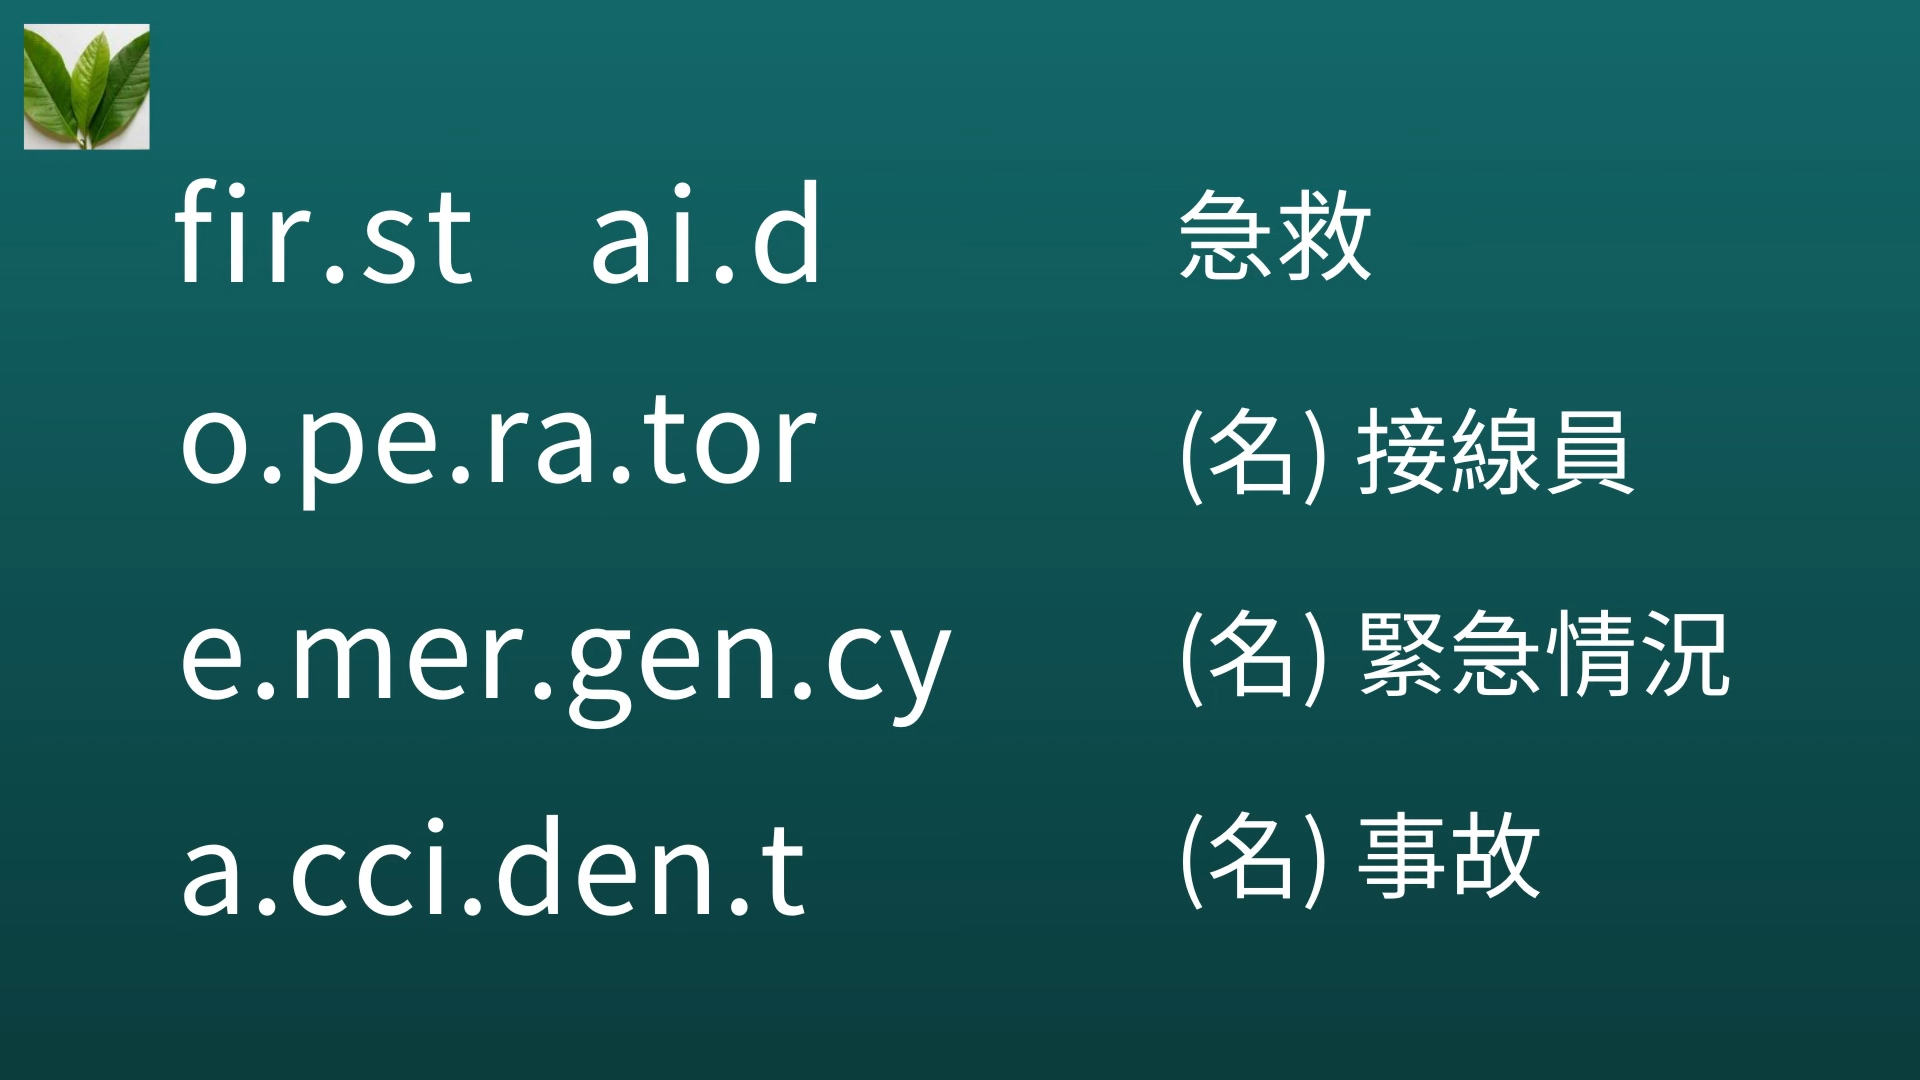 fir.st ai.d 急救
o.pe.ra.tor (名) 接線員
e.mer.gen.cy (名) 緊急情況
a.cci.den.t (名) 事故